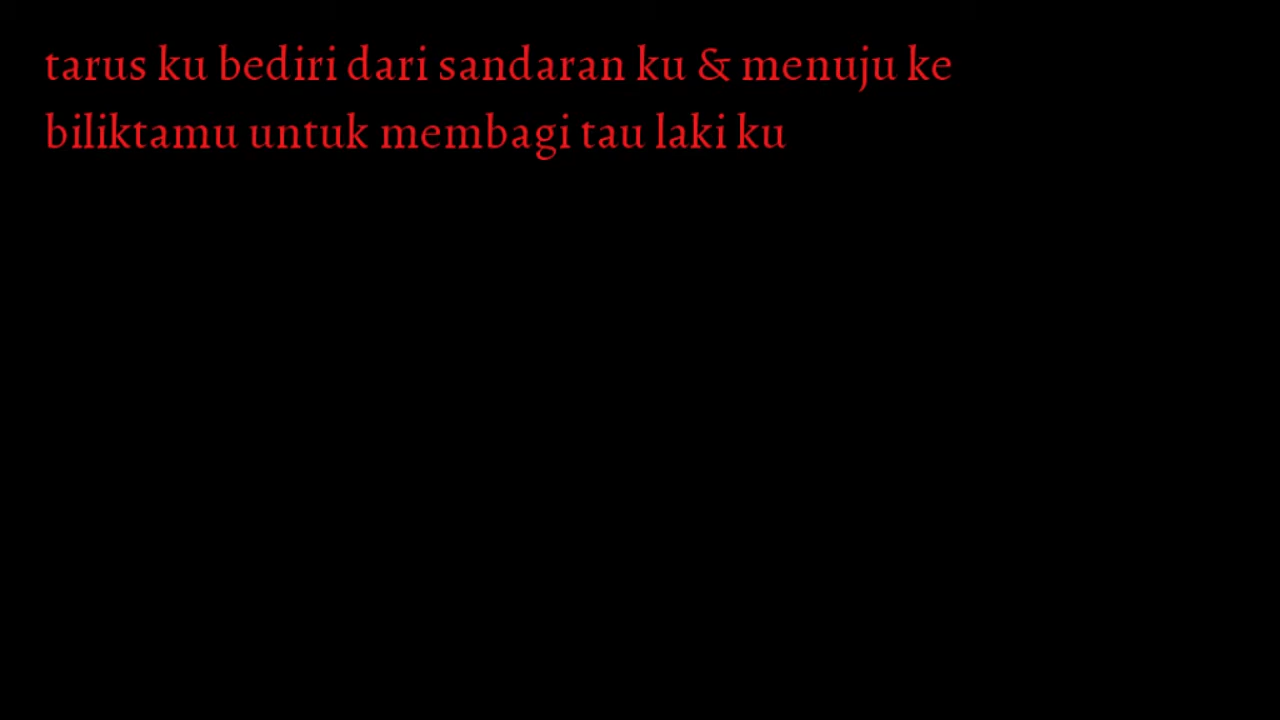 tarus ku bediri dari sandaran ku & menuju ke
biliktamu untuk membagi tau laki ku